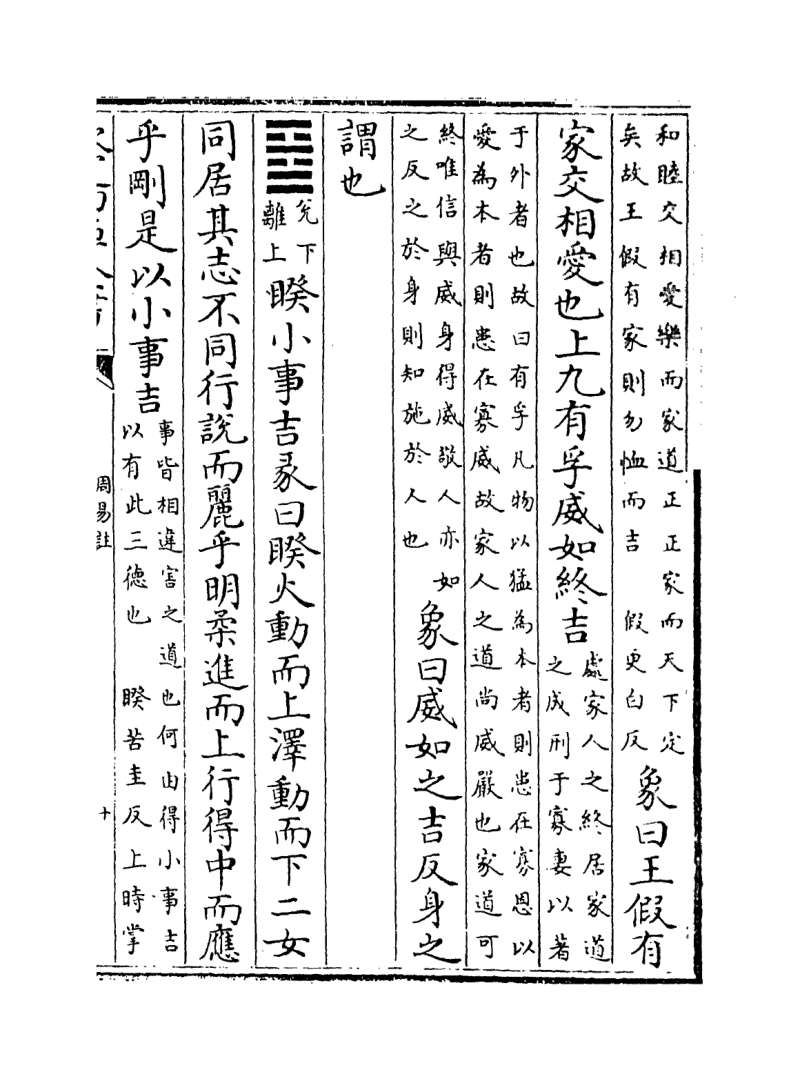 和睦交相愛樂而家道正正家而天下定
矣故王假有家則勿恤而吉　假更白反
象曰王假有
家交相愛也上九有孚威如終吉
處家人之終居家道
之成刑于寡妻以著
于外者也故曰有孚凡物以猛為本者則患在寡恩以
愛為本者則患在寡威故家人之道尚威嚴也家道可
終唯信與威身得威敬人亦如
之反之於身則知施於人也
象曰威如之吉反身之
謂也
䷥
兌下
離上
睽小事吉彖曰睽火動而上澤動而下二女
同居其志不同行說而麗乎明柔進而上行得中而應
乎剛是以小事吉
事皆相違害之道也何由得小事吉
以有此三德也　睽苦圭反上時掌
周易註
十